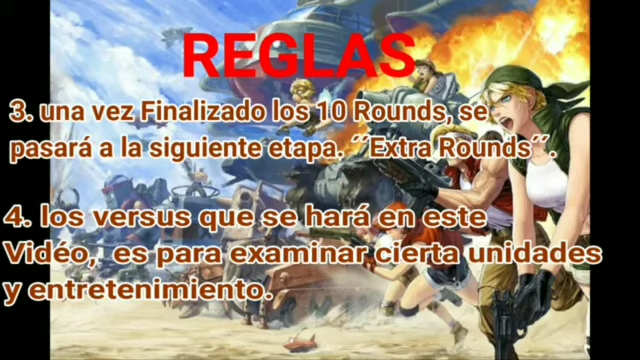 REGLAS
3. una vez Finalizado los 10 Rounds, se
pasará a la siguiente etapa. ´´Extra Rounds´´.
4. los versus que se hará en este
Vidéo, es para examinar cierta unidades
y entretenimiento.